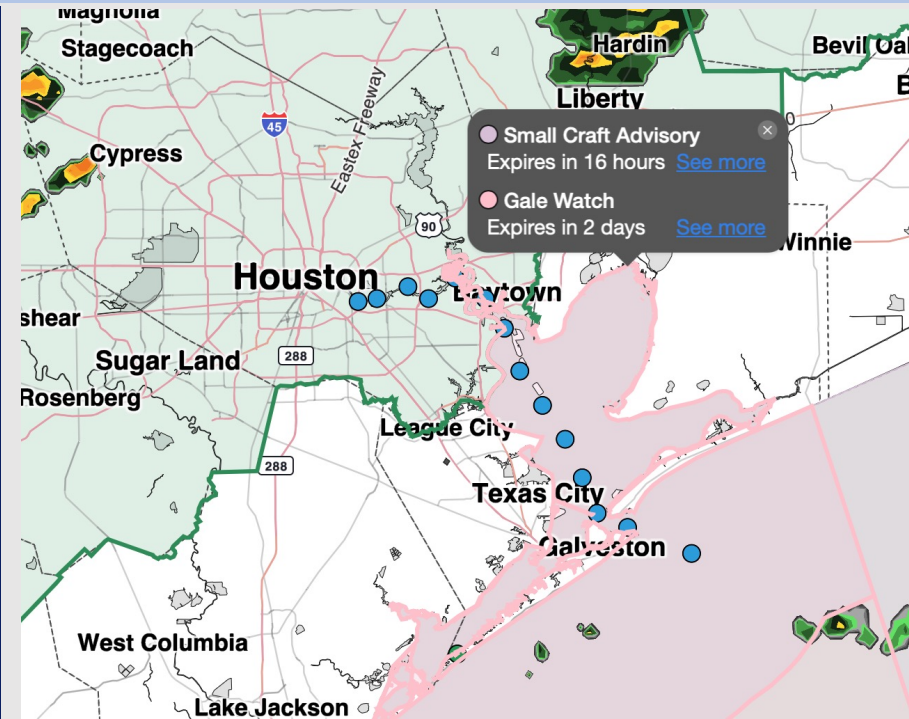 Magnolia
Stagecoach
Hardin
Bevil Oa
Liberty
45
Eastex Freeway
Cypress
Small Craft Advisory
Expires in 16 hours See more
Gale Watch
Expires in 2 days See more
90
Winnie
Houston
Baytown
shear
Sugar Land
288
Rosenberg
League City
288
Texas City
Galveston
West Columbia
Lake Jackson